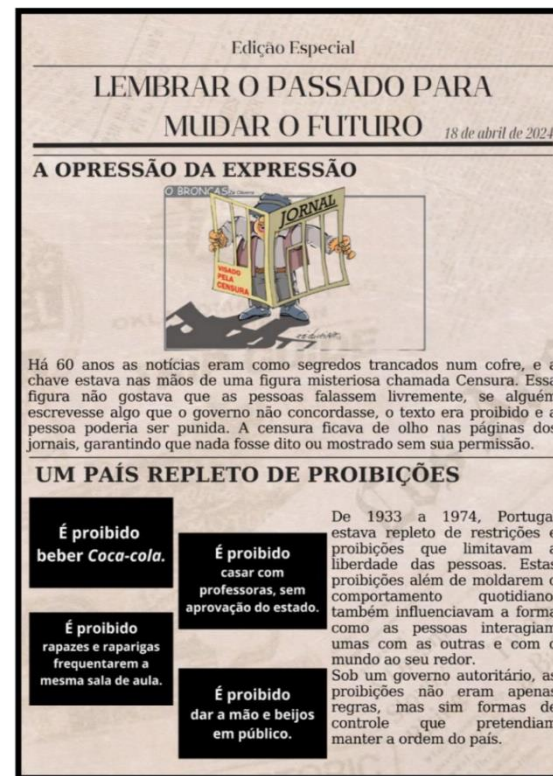 Edição Especial
LEMBRAR O PASSADO PARA
MUDAR O FUTURO
18 de abril de 2024
A OPRESSÃO DA EXPRESSÃO
O BRONCAS
JORNAL
VISADO
PELA
CENSURA
Há 60 anos as notícias eram como segredos trancados num cofre, e a
chave estava nas mãos de uma figura misteriosa chamada Censura. Essa
figura não gostava que as pessoas falassem livremente, se alguém
escrevesse algo que o governo não concordasse, o texto era proibido e a
pessoa poderia ser punida. A censura ficava de olho nas páginas dos
jornais, garantindo que nada fosse dito ou mostrado sem sua permissão.
UM PAÍS REPLETO DE PROIBIÇÕES
É proibido
beber Coca-cola.
É proibido
casar com
professoras, sem
aprovação do estado.
É proibido
rapazes e raparigas
frequentarem a
mesma sala de aula.
É proibido
dar a mão e beijos
em público.
De 1933 a 1974, Portugal
estava repleto de restrições e
proibições que limitavam a
liberdade das pessoas. Estas
proibições além de moldarem o
comportamento quotidiano,
também influenciavam a forma
como as pessoas interagiam
umas com as outras e com o
mundo ao seu redor.
Sob um governo autoritário, as
proibições não eram apenas
regras, mas sim formas de
controle que pretendiam
manter a ordem do país.